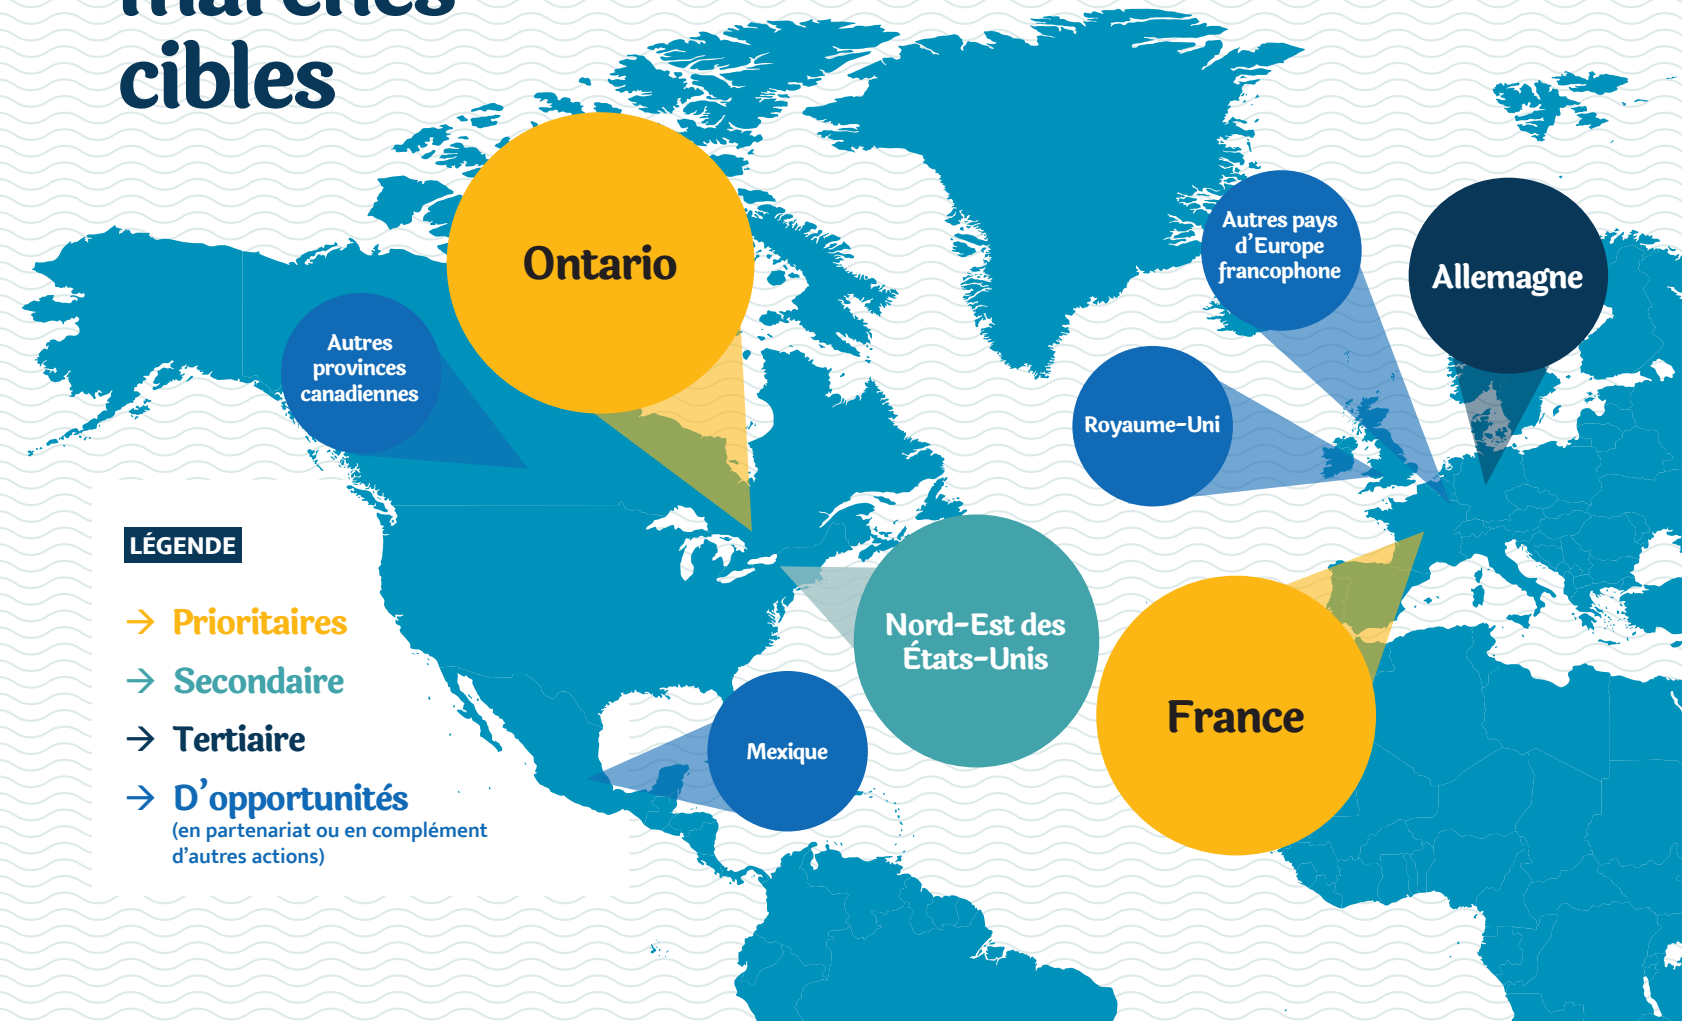 marchés
cibles
Ontario
Autres pays
d’Europe
francophone
Allemagne
Autres
provinces
canadiennes
Royaume-Uni
Nord-Est des
États-Unis
France
Mexique
LÉGENDE
→ Prioritaires
→ Secondaire
→ Tertiaire
→ D’opportunités
(en partenariat ou en complément
d’autres actions)